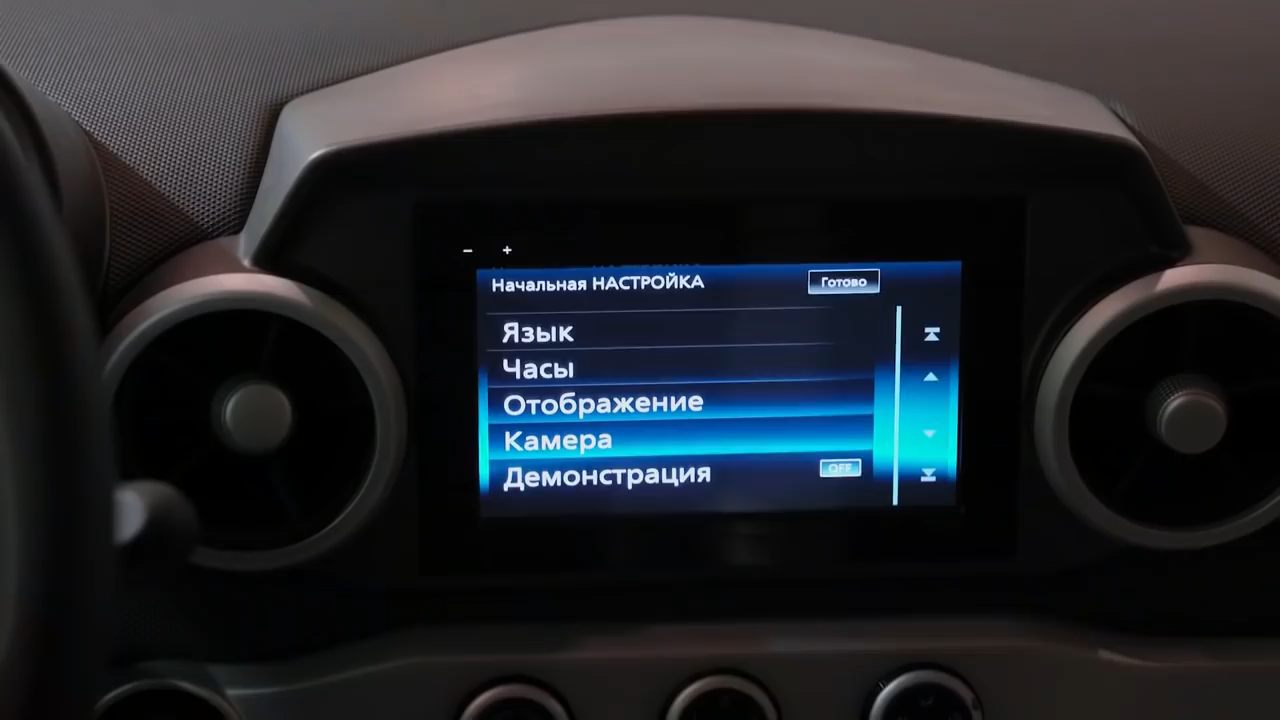 − +
Начальная НАСТРОЙКА Готово
Язык
Часы
Отображение
Камера
Демонстрация OFF